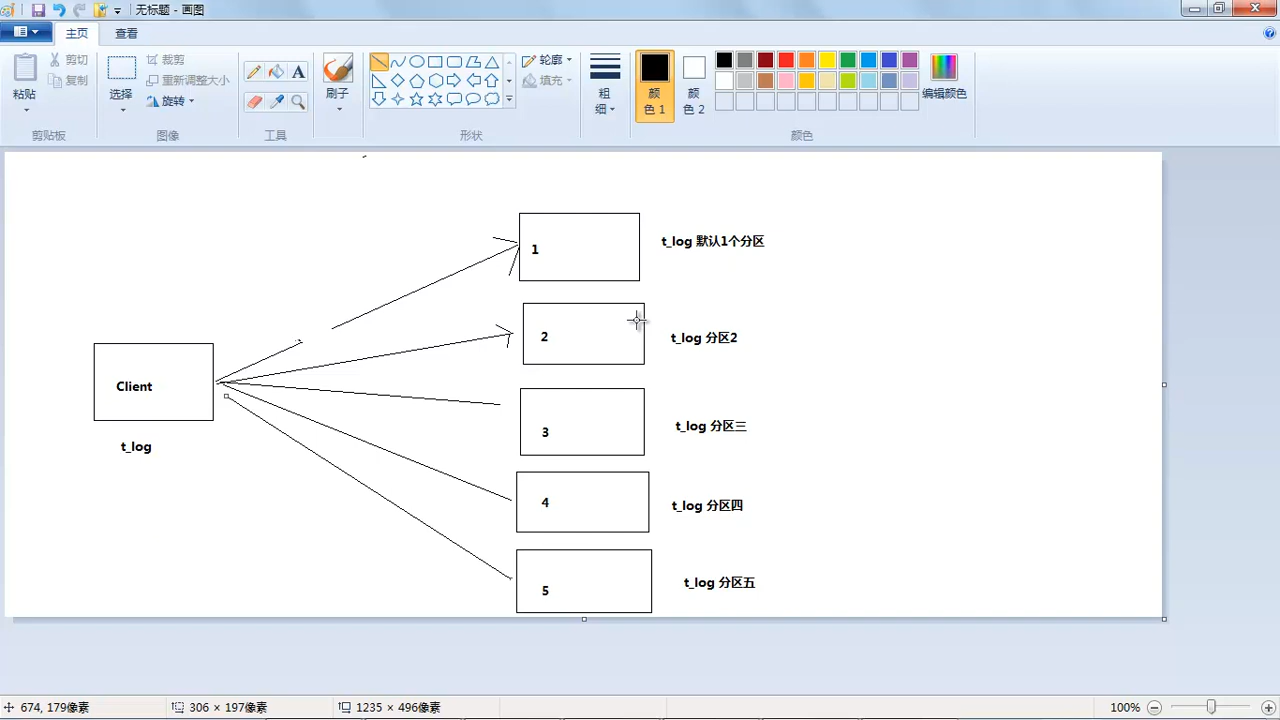 无标题 - 画图
主页
查看
粘贴
剪切
复制
剪贴板
选择
裁剪
重新调整大小
旋转
图像
A
工具
刷子
形状
轮廓
填充
粗
细
颜
色 1
颜
色 2
颜色
编辑颜色
1
t_log 默认1个分区
2
t_log 分区2
Client
t_log
3
t_log 分区三
4
t_log 分区四
5
t_log 分区五
674, 179像素
306 × 197像素
1235 × 496像素
100%